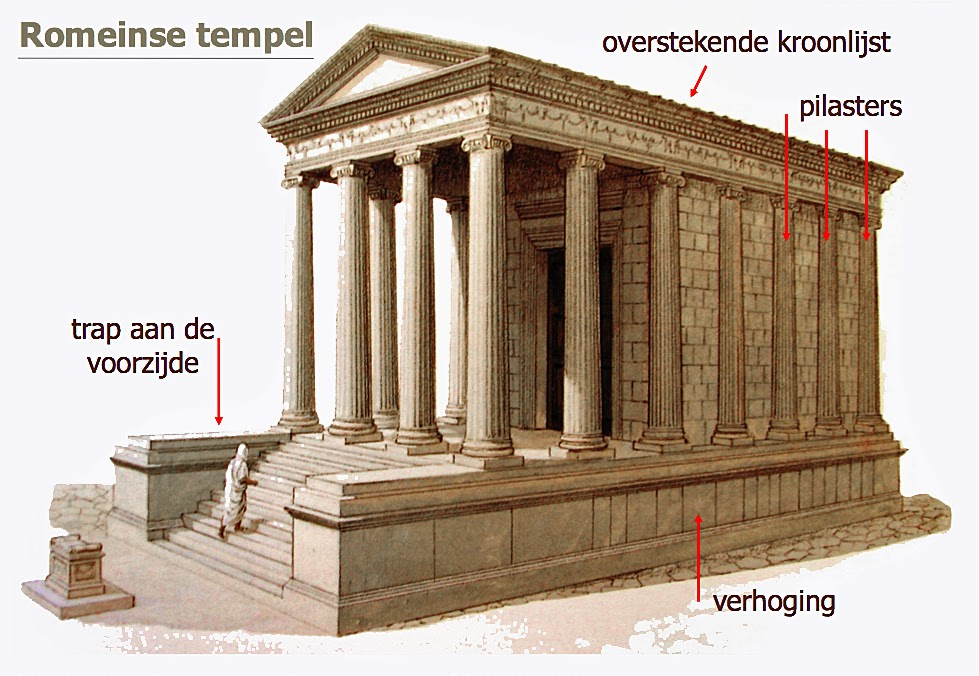 Romeinse tempel
overstekende kroonlijst
pilasters
trap aan de
voorzijde
verhoging